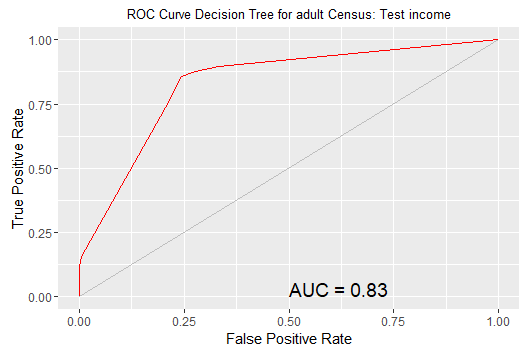 ROC Curve Decision Tree for adult Census: Test income
True Positive Rate
1.00
0.75
0.50
0.25
0.00
AUC = 0.83
0.00 0.25 0.50 0.75 1.00
False Positive Rate